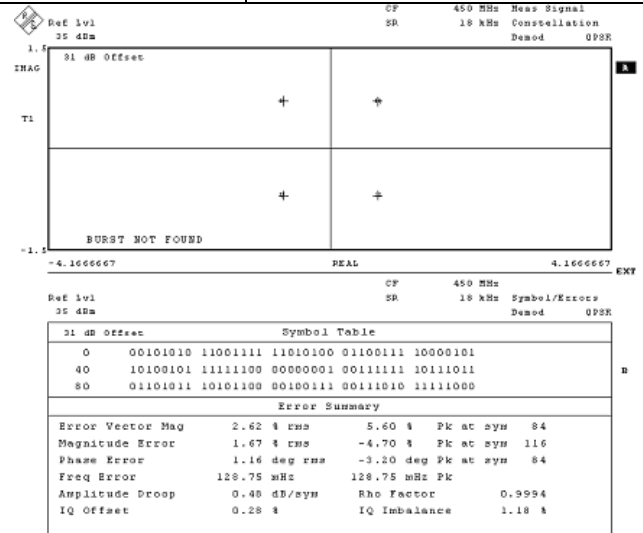 CF 450 MHz Meas Signal
Ref Lvl SR 18 kHz Constellation
35 dBm Demod QPSK
1.5
31 dB Offset
IMAG
A
T1
BURST NOT FOUND
-1.5
-4.1666667 REAL 4.1666667
EXT
CF 450 MHz
Ref Lvl SR 18 kHz Symbol/Errors
35 dBm Demod QPSK
31 dB Offset Symbol Table
0 00101010 11001111 11010100 01100111 10000101
40 10100101 11111100 00000001 00111111 10111011
80 01101011 10101100 00100111 00111010 11111000
B
Error Summary
Error Vector Mag 2.62 % rms 5.60 % Pk at sym 84
Magnitude Error 1.67 % rms -4.70 % Pk at sym 116
Phase Error 1.16 deg rms -3.20 deg Pk at sym 84
Freq Error 128.75 mHz 128.75 mHz Pk
Amplitude Droop 0.48 dB/sym Rho Factor 0.9994
IQ Offset 0.28 % IQ Imbalance 1.18 %